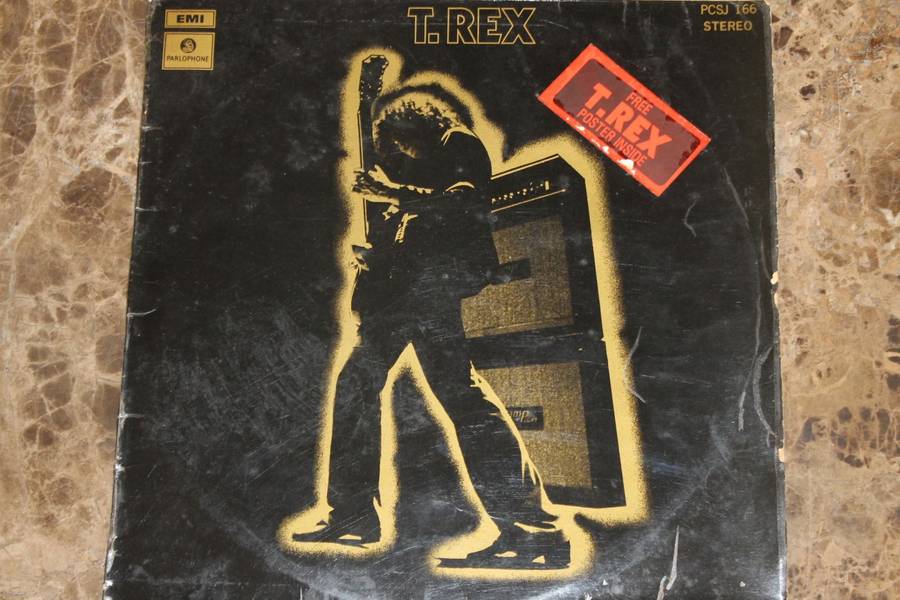 EMI
PARLOPHONE
T. REX
PCSJ 166
STEREO
FREE
T.REX
POSTER INSIDE